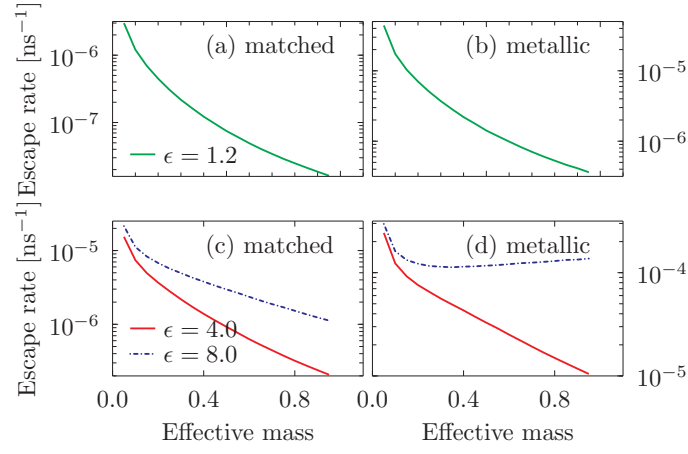 (a) matched
(b) metallic
Escape rate [ns⁻¹]
10⁻⁶
10⁻⁷
ϵ = 1.2
10⁻⁵
10⁻⁶
(c) matched
(d) metallic
Escape rate [ns⁻¹]
10⁻⁵
10⁻⁶
ϵ = 4.0
ϵ = 8.0
10⁻⁴
10⁻⁵
0.0 0.4 0.8 0.0 0.4 0.8
Effective mass Effective mass